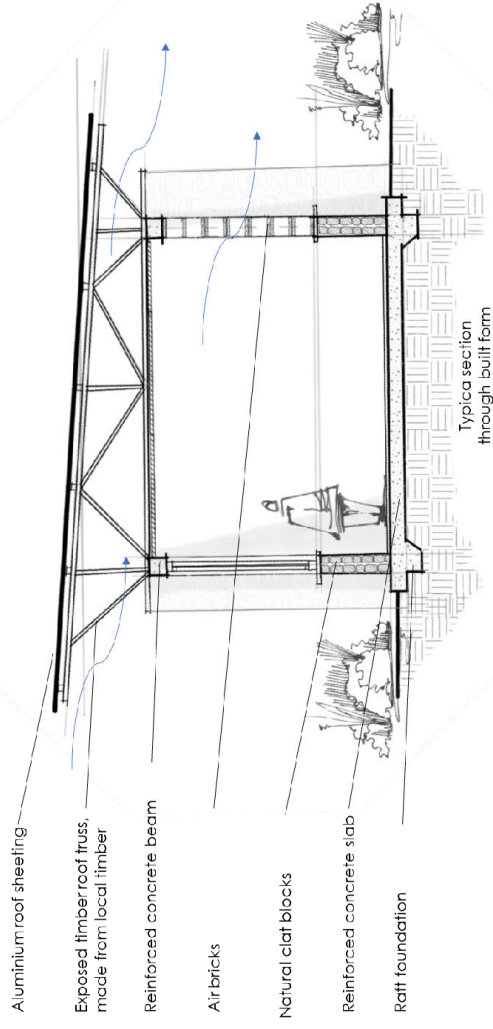 Aluminium roof sheeting
Exposed timber roof truss,
made from local timber
Reinforced concrete beam
Air bricks
Natural clat blocks
Reinforced concrete slab
Raft foundation
Typica section
through built form